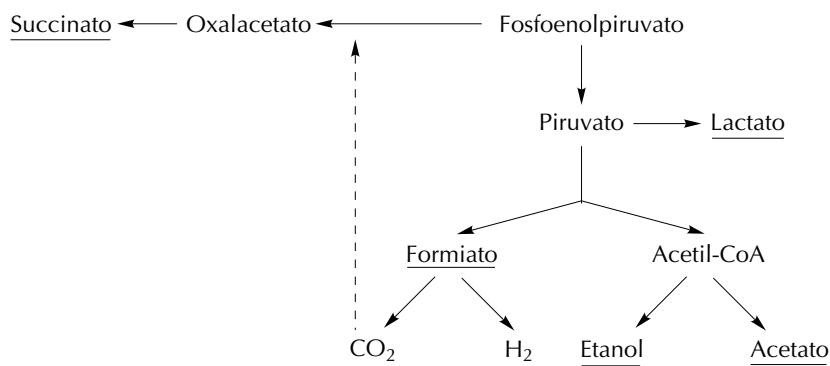 Succinato Oxalacetato Fosfoenolpiruvato
Piruvato Lactato
Formiato Acetil-CoA
CO₂ H₂ Etanol Acetato